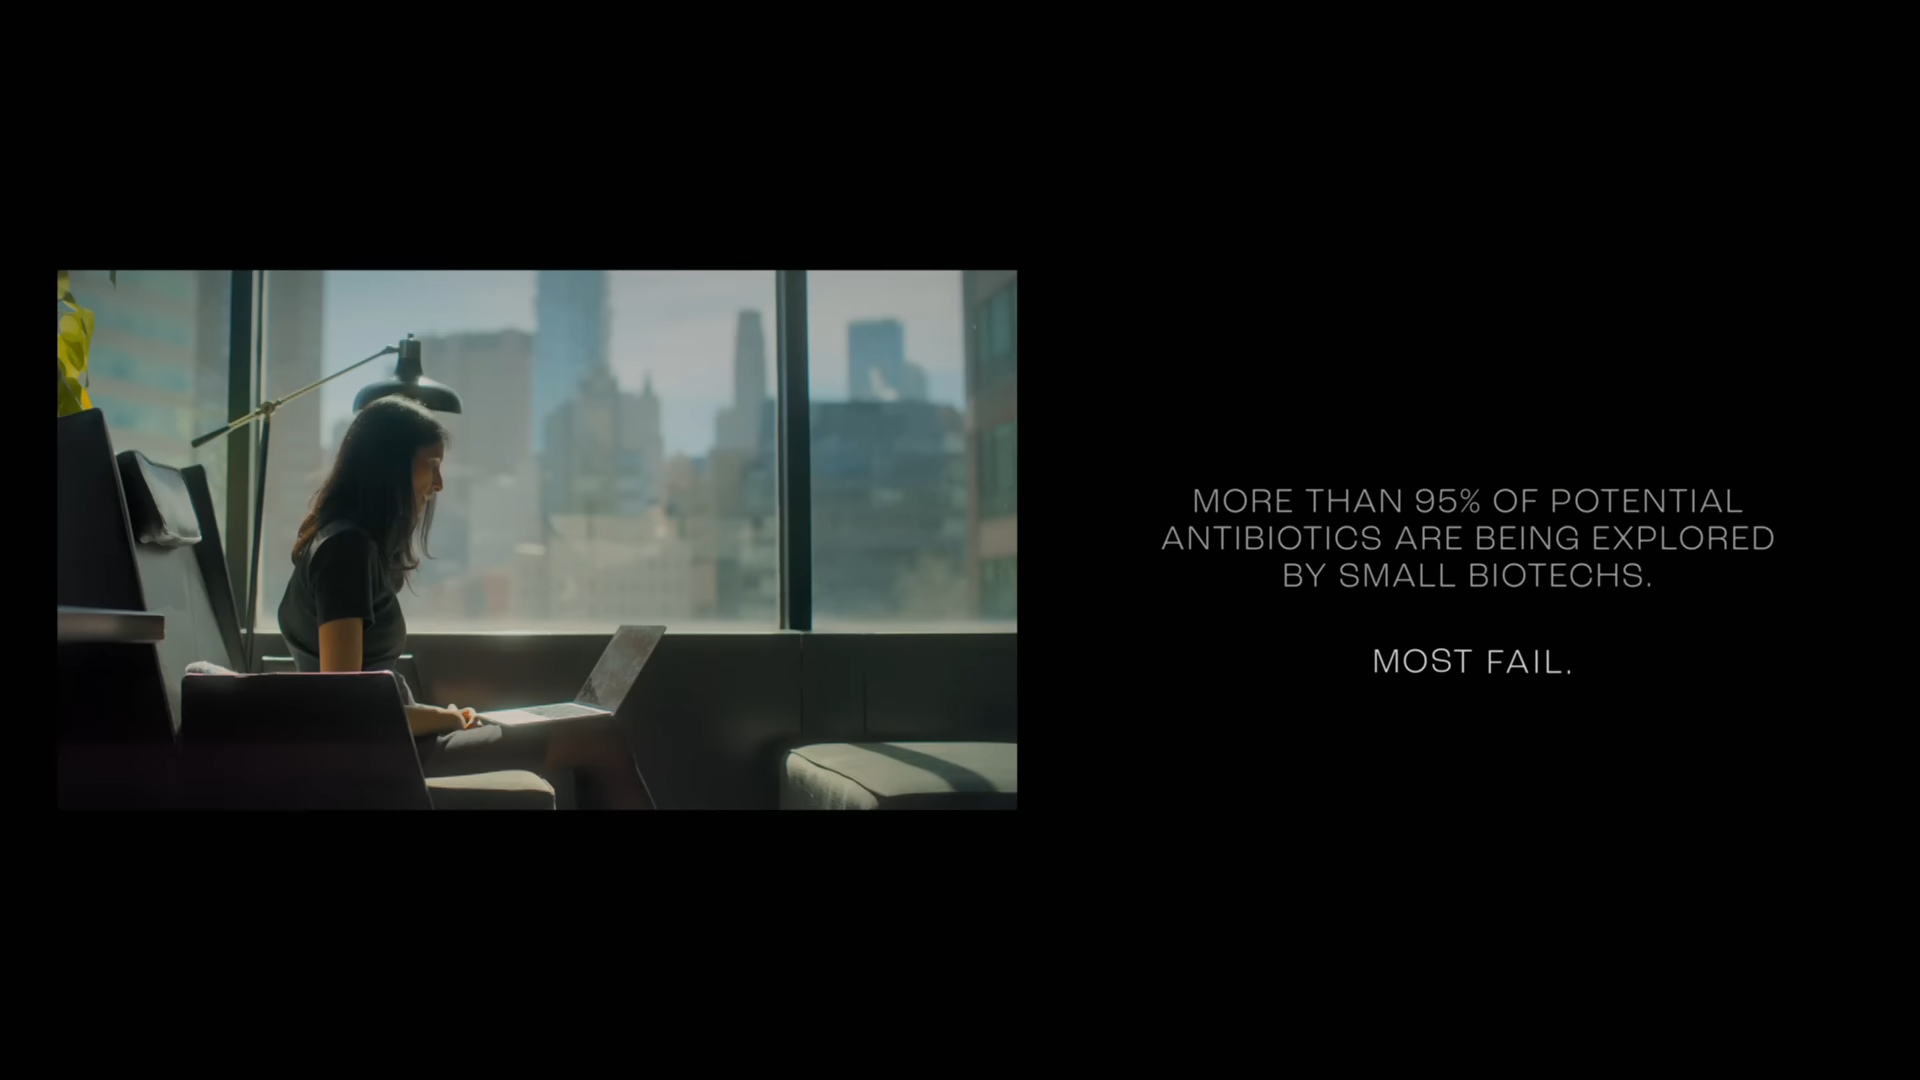 MORE THAN 95% OF POTENTIAL
ANTIBIOTICS ARE BEING EXPLORED
BY SMALL BIOTECHS.
MOST FAIL.